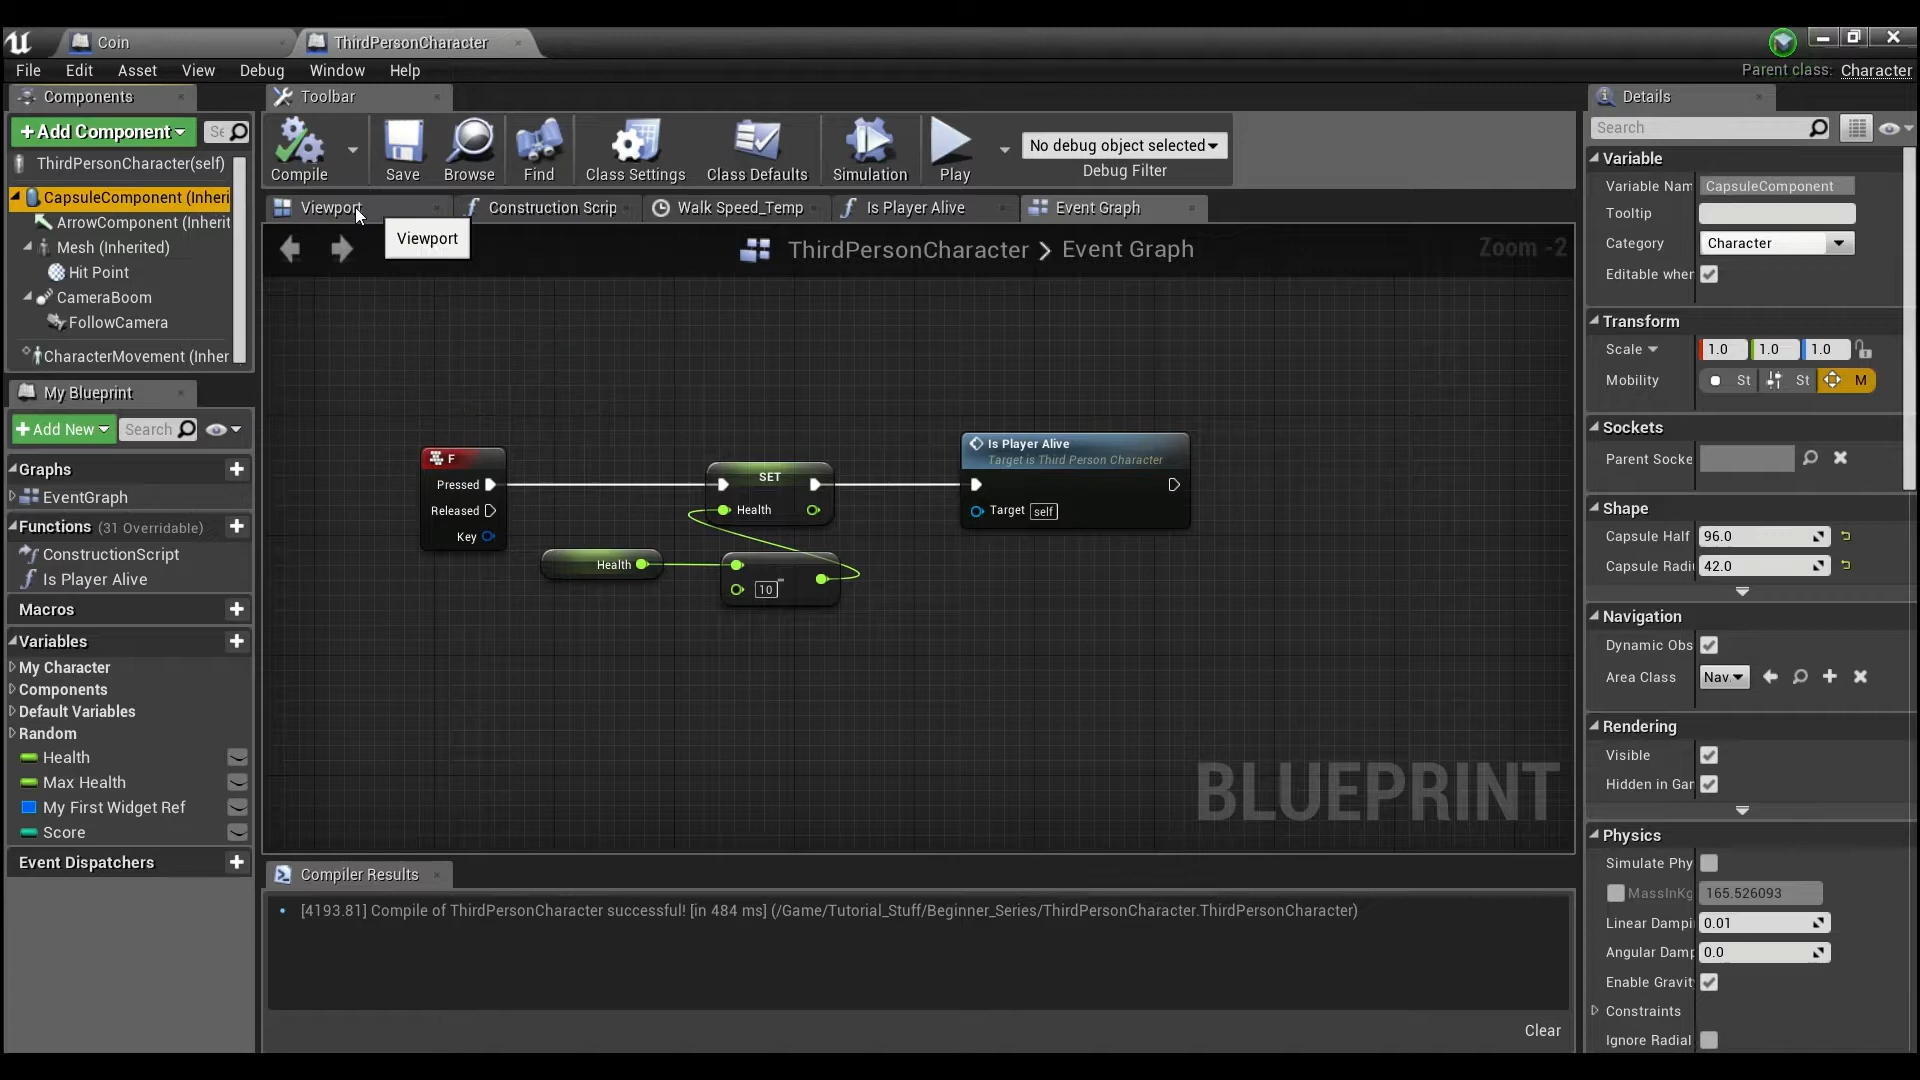 Coin
ThirdPersonCharacter
File Edit Asset View Debug Window Help
Parent class: Character
Components
+Add Component
Se
ThirdPersonCharacter(self)
CapsuleComponent (Inheri
ArrowComponent (Inherit
Mesh (Inherited)
Hit Point
CameraBoom
FollowCamera
CharacterMovement (Inher
My Blueprint
+Add New
Search
Graphs
EventGraph
Functions (31 Overridable)
ConstructionScript
Is Player Alive
Macros
Variables
My Character
Components
Default Variables
Random
Health
Max Health
My First Widget Ref
Score
Event Dispatchers
Toolbar
Compile
Save
Browse
Find
Class Settings
Class Defaults
Simulation
Play
No debug object selected
Debug Filter
Viewport
Construction Scrip
Walk Speed_Temp
Is Player Alive
Event Graph
Viewport
ThirdPersonCharacter > Event Graph
Zoom -2
F
Pressed
Released
Key
SET
Health
Is Player Alive
Target is Third Person Character
Target self
Health
10
-
BLUEPRINT
Compiler Results
[4193.81] Compile of ThirdPersonCharacter successful! [in 484 ms] (/Game/Tutorial_Stuff/Beginner_Series/ThirdPersonCharacter.ThirdPersonCharacter)
Clear
Details
Search
Variable
Variable Nam CapsuleComponent
Tooltip
Category Character
Editable wher
Transform
Scale 1.0 1.0 1.0
Mobility St St M
Sockets
Parent Socke
Shape
Capsule Half 96.0
Capsule Radiu 42.0
Navigation
Dynamic Obs
Area Class Nav
Rendering
Visible
Hidden in Gar
Physics
Simulate Phy
MassInKg 165.526093
Linear Dampi 0.01
Angular Damp 0.0
Enable Gravit
Constraints
Ignore Radial